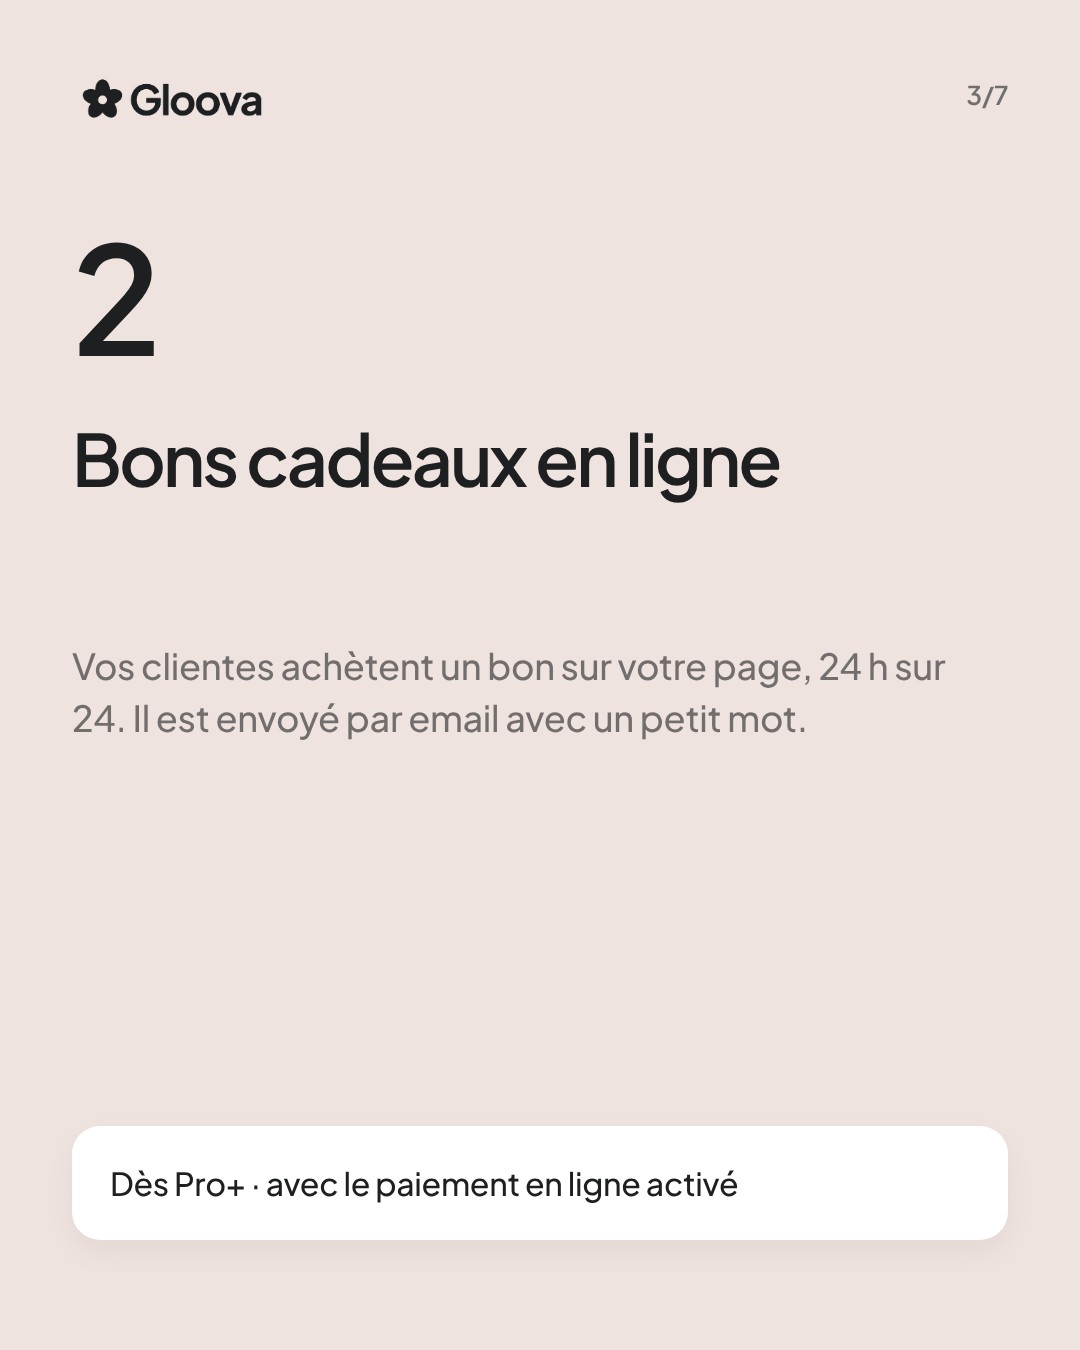 Gloova
3/7
2
Bons cadeaux en ligne
Vos clientes achètent un bon sur votre page, 24 h sur
24. Il est envoyé par email avec un petit mot.
Dès Pro+ · avec le paiement en ligne activé